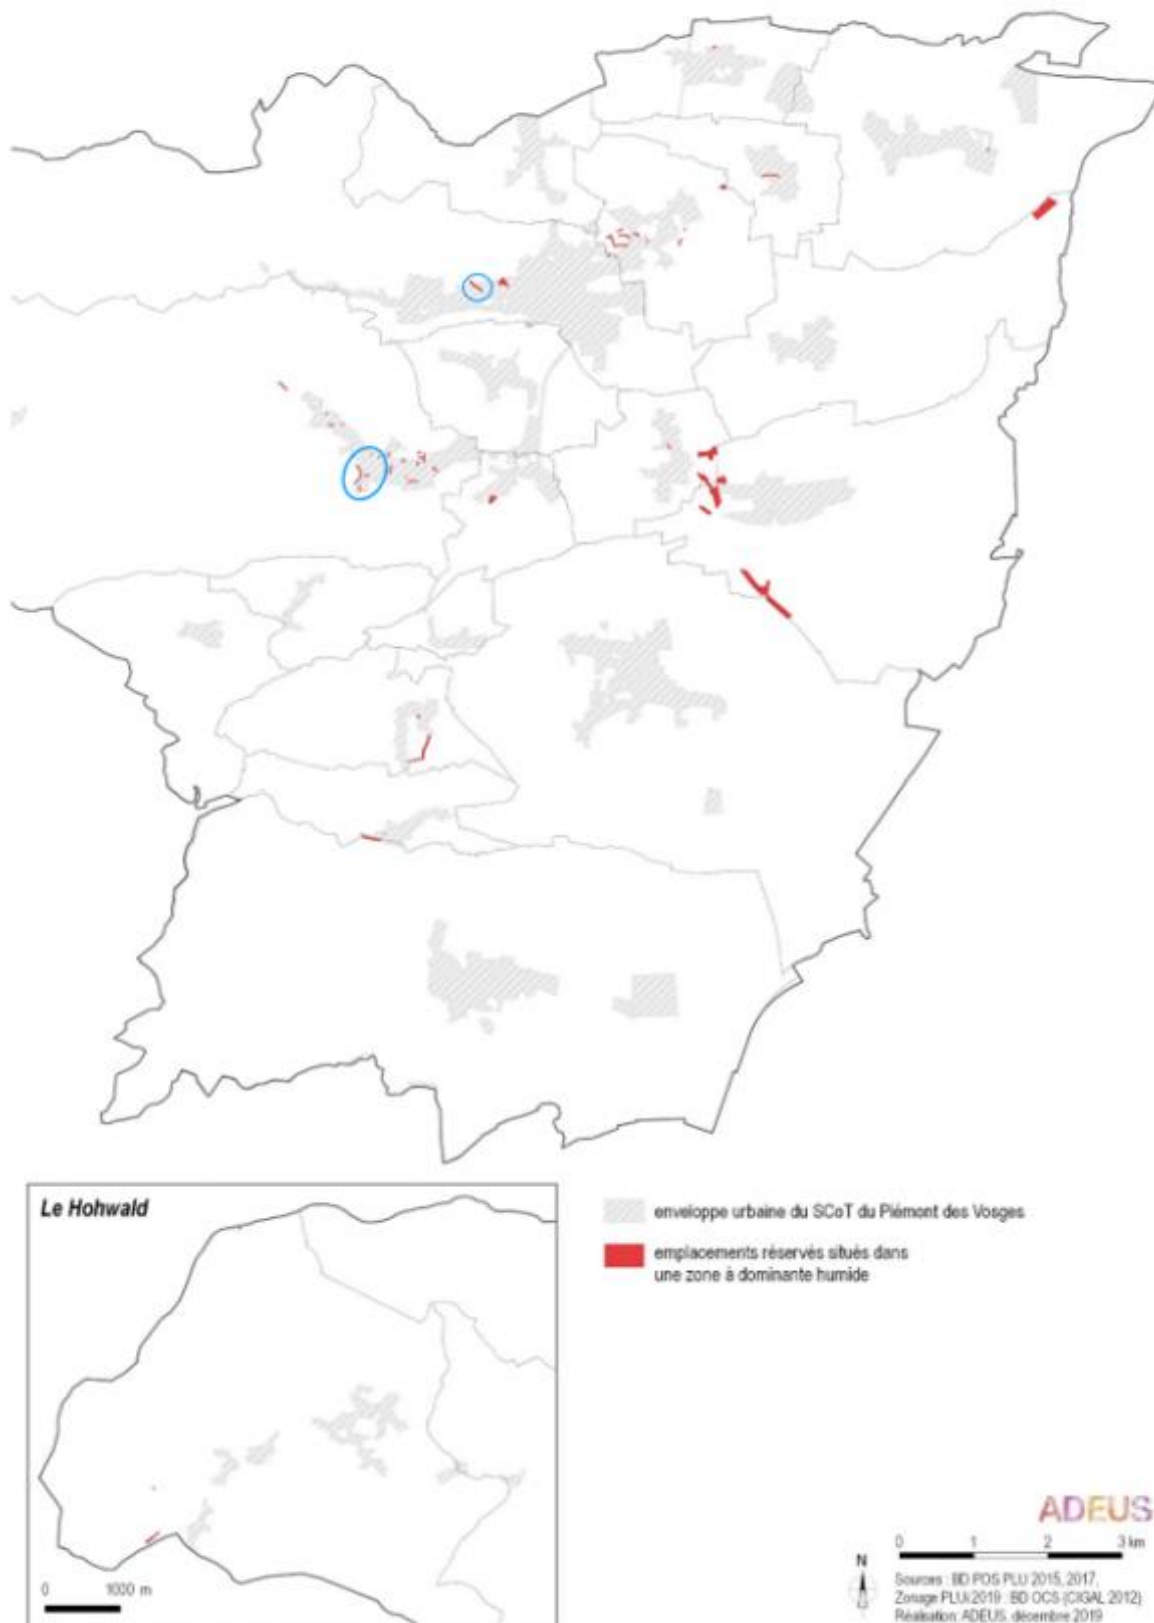 Le Hohwald
0 1000 m
enveloppe urbaine du SCoT du Piémont des Vosges
emplacements réservés situés dans
une zone à dominante humide
ADEUS
0 1 2 3 km
N
Sources : BD POS PLU 2015, 2017,
Zonage PLUi 2019 : BD OCS (CIGAL 2012)
Réalisation: ADEUS, décembre 2019